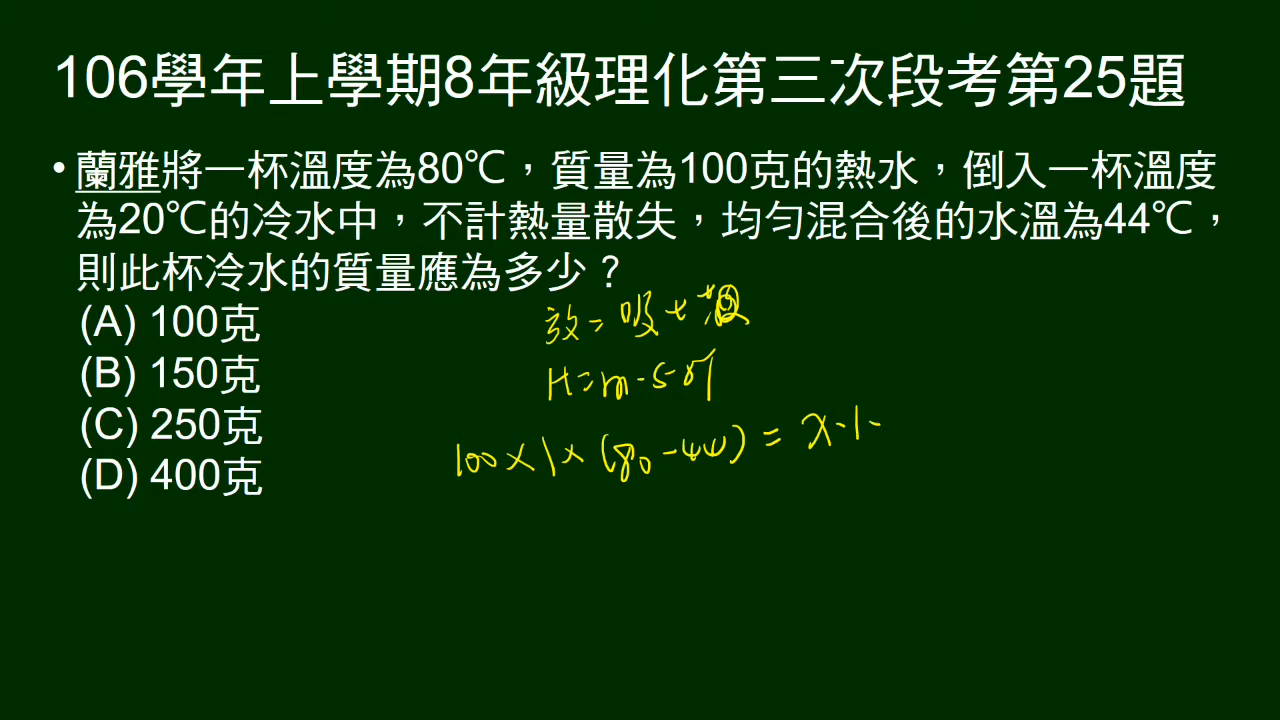 106學年上學期8年級理化第三次段考第25題
• 蘭雅將一杯溫度為80℃，質量為100克的熱水，倒入一杯溫度
為20℃的冷水中，不計熱量散失，均勻混合後的水溫為44℃，
則此杯冷水的質量應為多少？
(A) 100克
(B) 150克
(C) 250克
(D) 400克
放=吸+
H=m·s·△T
100×1×(80-44)=x·1·